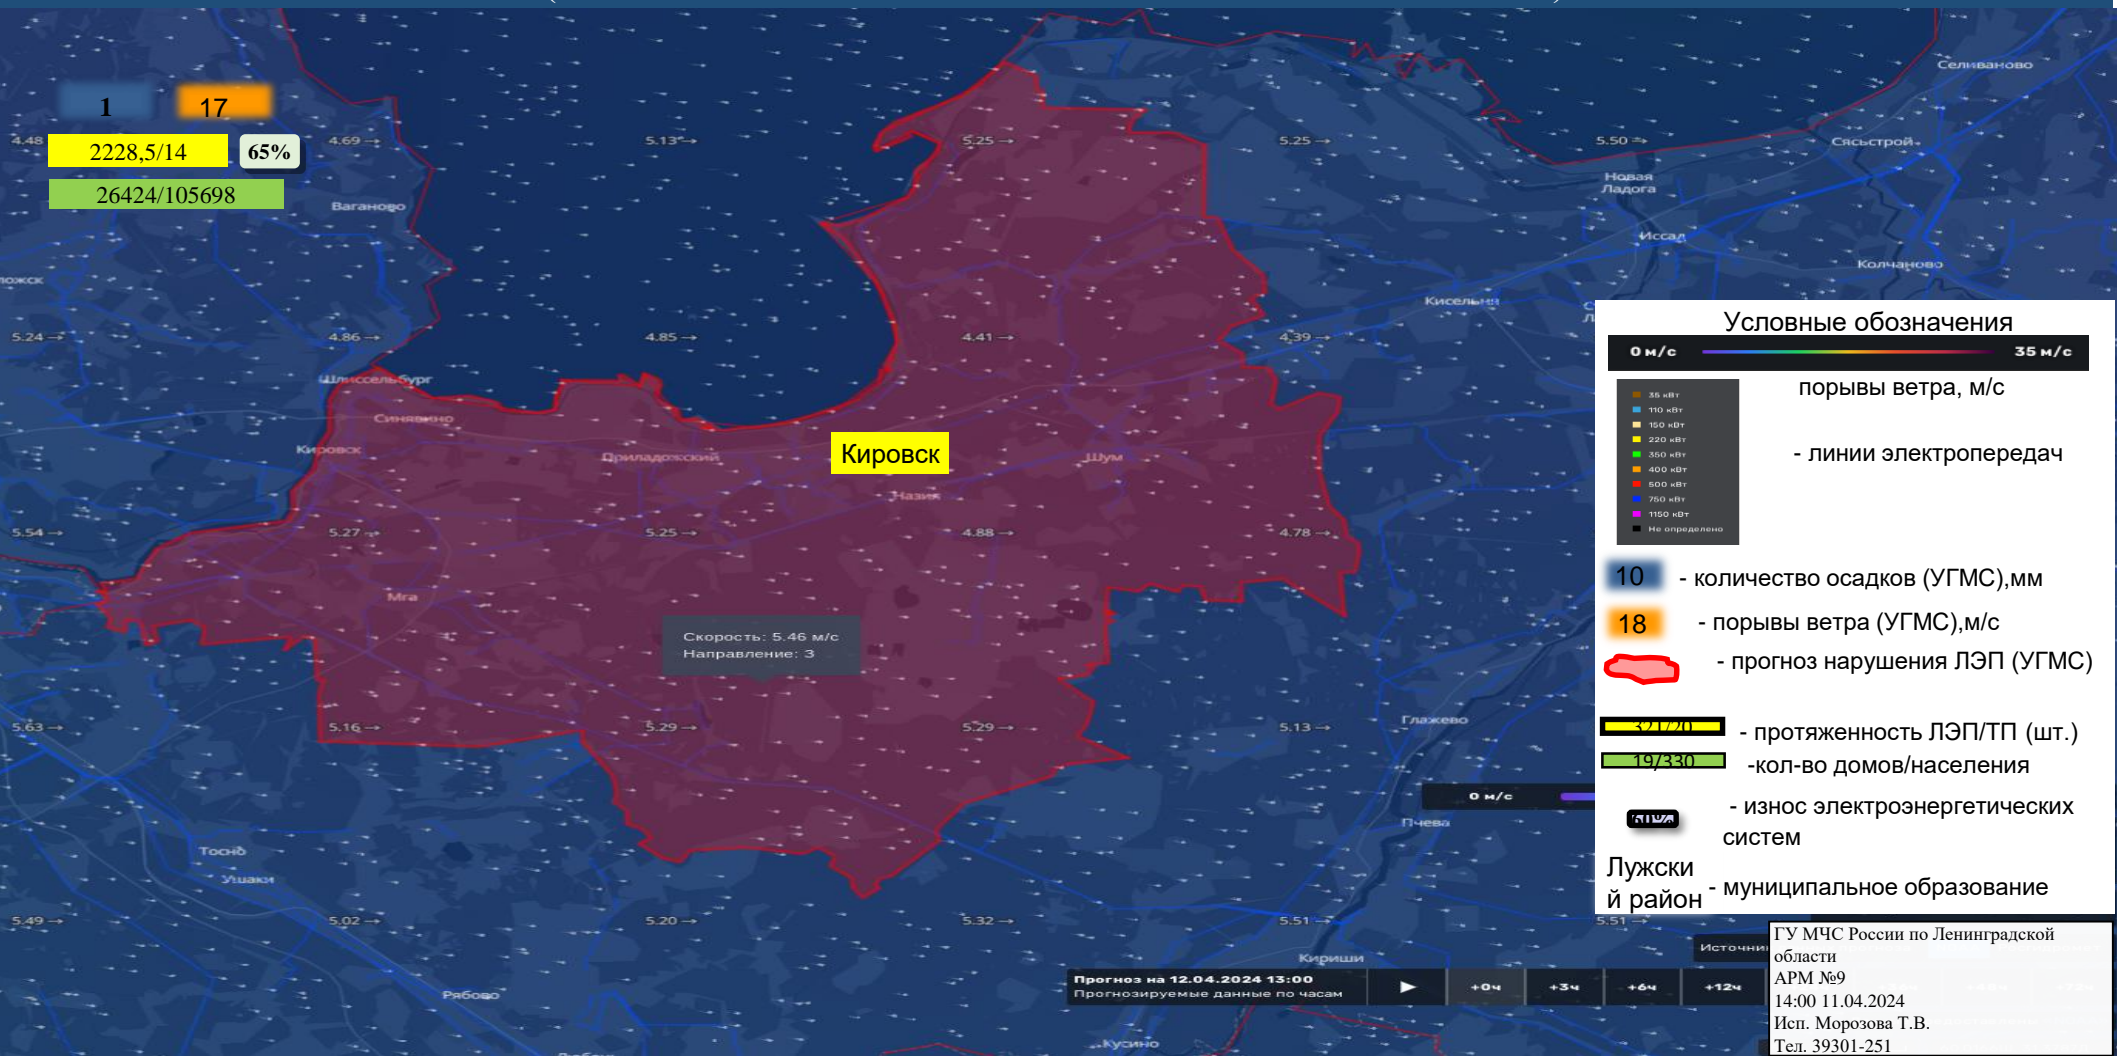 1
17
2228,5/14
65%
26424/105698
4.48
4.69→
5.13→
5.25→
5.25→
5.50→
Селиваново
Сясьстрой
Новая
Ладога
Ваганово
Иссад
Колчаново
Кисельня
5.24→
4.86→
4.85→
4.41→
4.39→
Шлиссельбург
Синявино
Кировск
Приладожский
Кировск
Шум
Назия
5.54→
5.27→
5.25→
4.88→
4.78→
Мга
Скорость: 5.46 м/с
Направление: З
5.63→
5.16→
5.29→
5.29→
5.13→
Глажево
0 м/с
Пчева
Тосно
Ушаки
5.49→
5.02→
5.20→
5.32→
5.51→
5.51→
Кириши
Рябово
Кусино
Прогноз на 12.04.2024 13:00
Прогнозируемые данные по часам
+0ч
+3ч
+6ч
+12ч
Условные обозначения
0 м/с
35 м/с
порывы ветра, м/с
35 кВт
110 кВт
150 кВт
220 кВт
350 кВт
400 кВт
500 кВт
750 кВт
1150 кВт
Не определено
- линии электропередач
10 - количество осадков (УГМС),мм
18 - порывы ветра (УГМС),м/с
- прогноз нарушения ЛЭП (УГМС)
321/20 - протяженность ЛЭП/ТП (шт.)
19/330 -кол-во домов/населения
- износ электроэнергетических
систем
Лужски
й район - муниципальное образование
ГУ МЧС России по Ленинградской
области
АРМ №9
14:00 11.04.2024
Исп. Морозова Т.В.
Тел. 39301-251